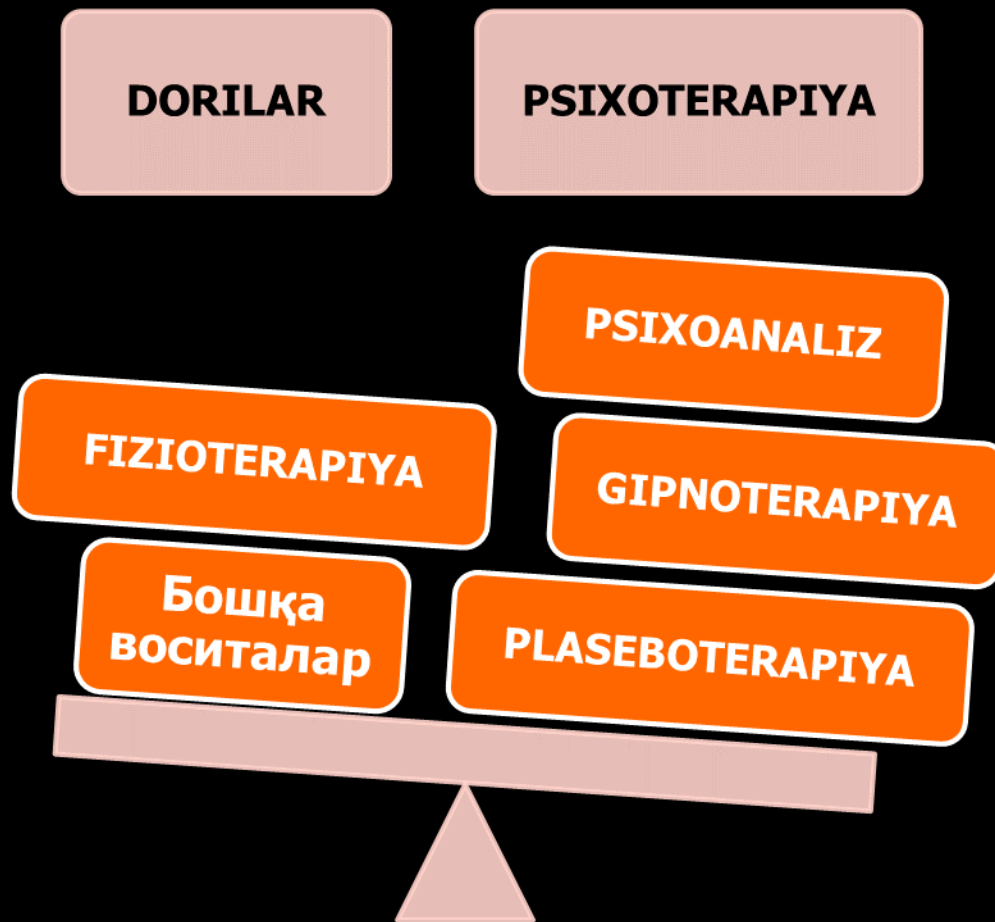 DORILAR
PSIXOTERAPIYA
PSIXOANALIZ
FIZIOTERAPIYA
GIPNOTERAPIYA
Бошқа
воситалар
PLASEBOTERAPIYA